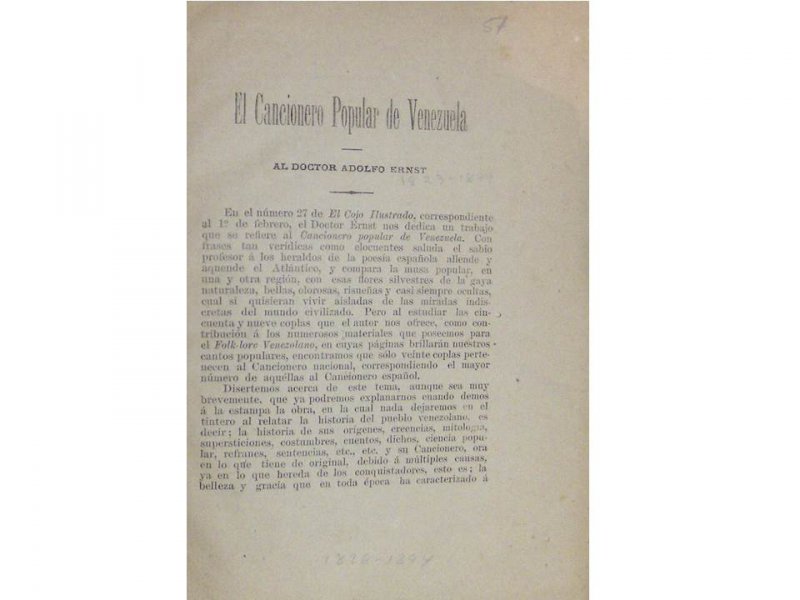 57
El Cancionero Popular de Venezuela
AL DOCTOR ADOLFO ERNST
En el número 27 de El Cojo Ilustrado, correspondiente
al 1º de febrero, el Doctor Ernst nos dedica un trabajo
que se refiere al Cancionero popular de Venezuela. Con
frases tan verídicas como elocuentes saluda el sabio
profesor á los heraldos de la poesía española allende y
aquende el Atlántico, y compara la musa popular, en
una y otra región, con esas flores silvestres de la gaya
naturaleza, bellas, olorosas, risueñas y casi siempre ocultas,
cual si quisieran vivir aisladas de las miradas indis-
cretas del mundo civilizado. Pero al estudiar las cin-
cuenta y nueve coplas que el autor nos ofrece, como con-
tribución á los numerosos materiales que poseemos para
el Folk-lore Venezolano, en cuyas páginas brillarán nuestros
cantos populares, encontramos que sólo veinte coplas perte-
necen al Cancionero nacional, correspondiendo el mayor
número de aquéllas al Cancionero español.
Disertemos acerca de este tema, aunque sea muy
brevemente, que ya podremos explanarnos cuando demos
á la estampa la obra, en la cual nada dejaremos en el
tintero al relatar la historia del pueblo venezolano, es
decir; la historia de sus orígenes, creencias, mitología,
supersticiones, costumbres, cuentos, dichos, ciencia popu-
lar, refranes, sentencias, etc., etc. y su Cancionero, ora
en lo que tiene de original, debido á múltiples causas,
ya en lo que hereda de los conquistadores, esto es; la
belleza y gracia que en toda época ha caracterizado á